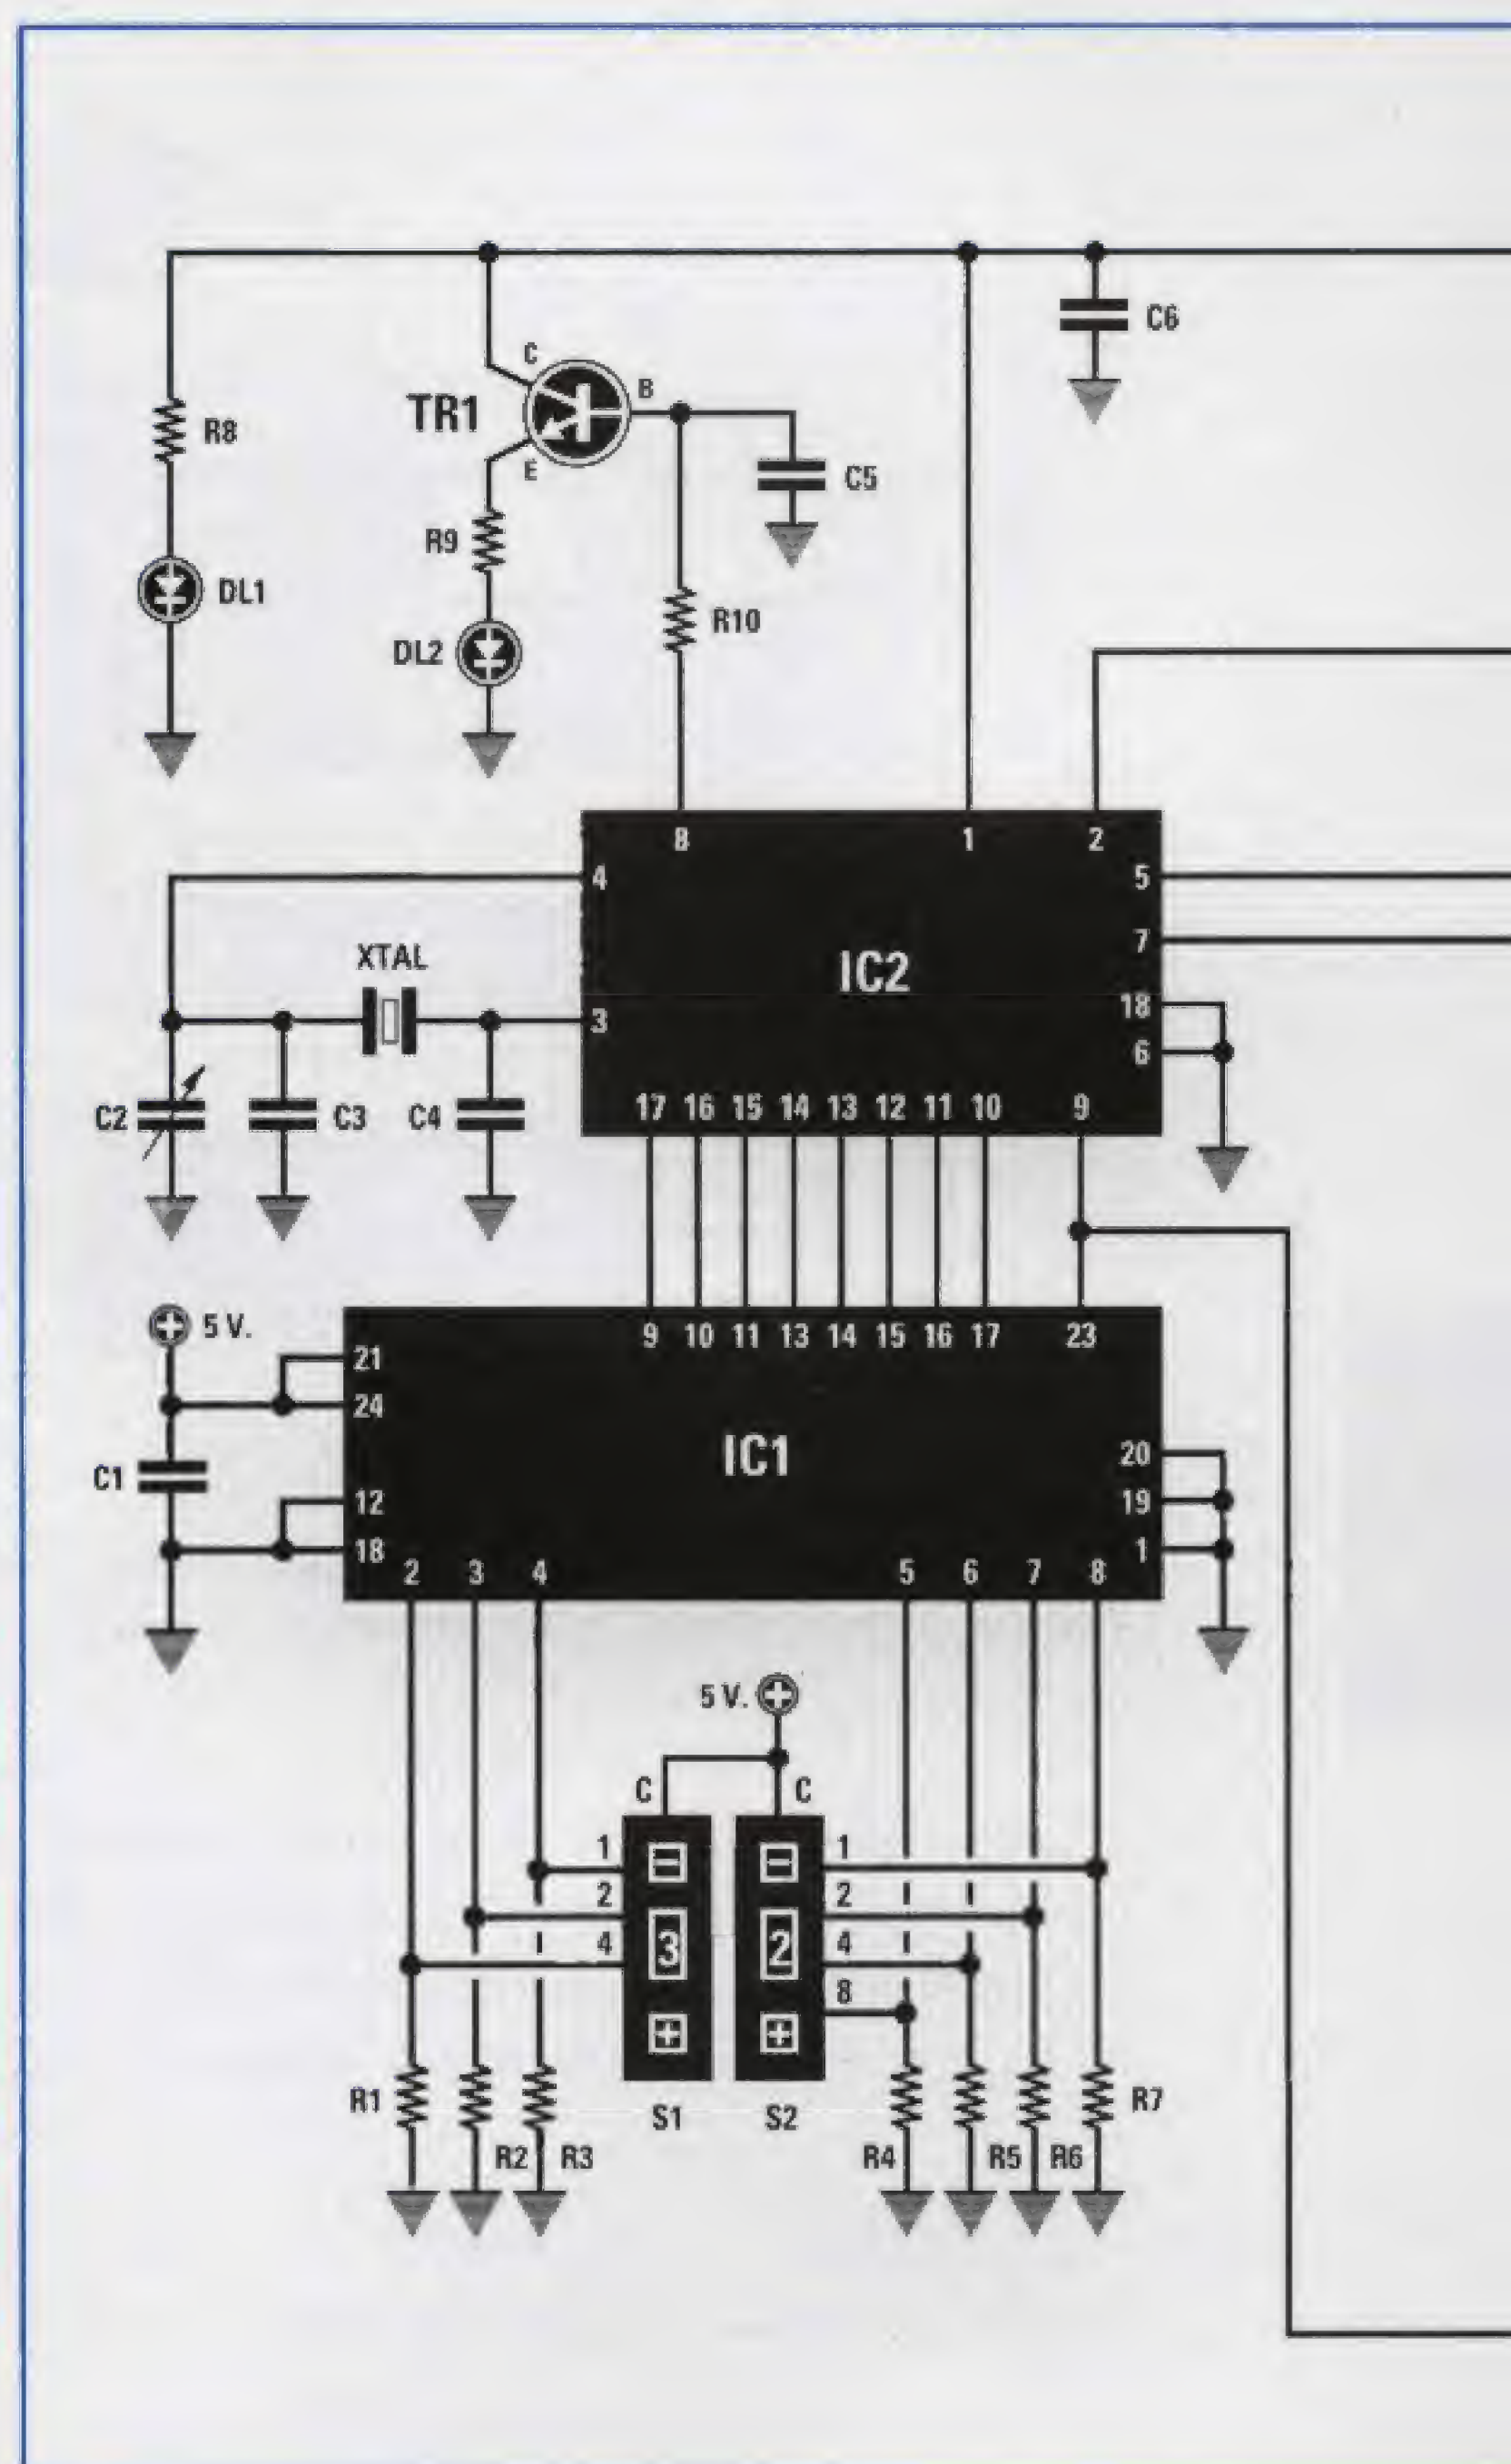 C6
C
B
TR1
R8
E
C5
R9
DL1
R10
DL2
8 1 2
4 5
XTAL
7
IC2
3 18
6
C2 C3 C4
17 16 15 14 13 12 11 10 9
5 V.
9 10 11 13 14 15 16 17 23
21
24
IC1
20
C1
12 19
18 1
2 3 4 5 6 7 8
5 V.
C C
1 1
2 2
4 3 2 4
8
R1 R7
S1 S2
R2 R3 R4 R5 R6